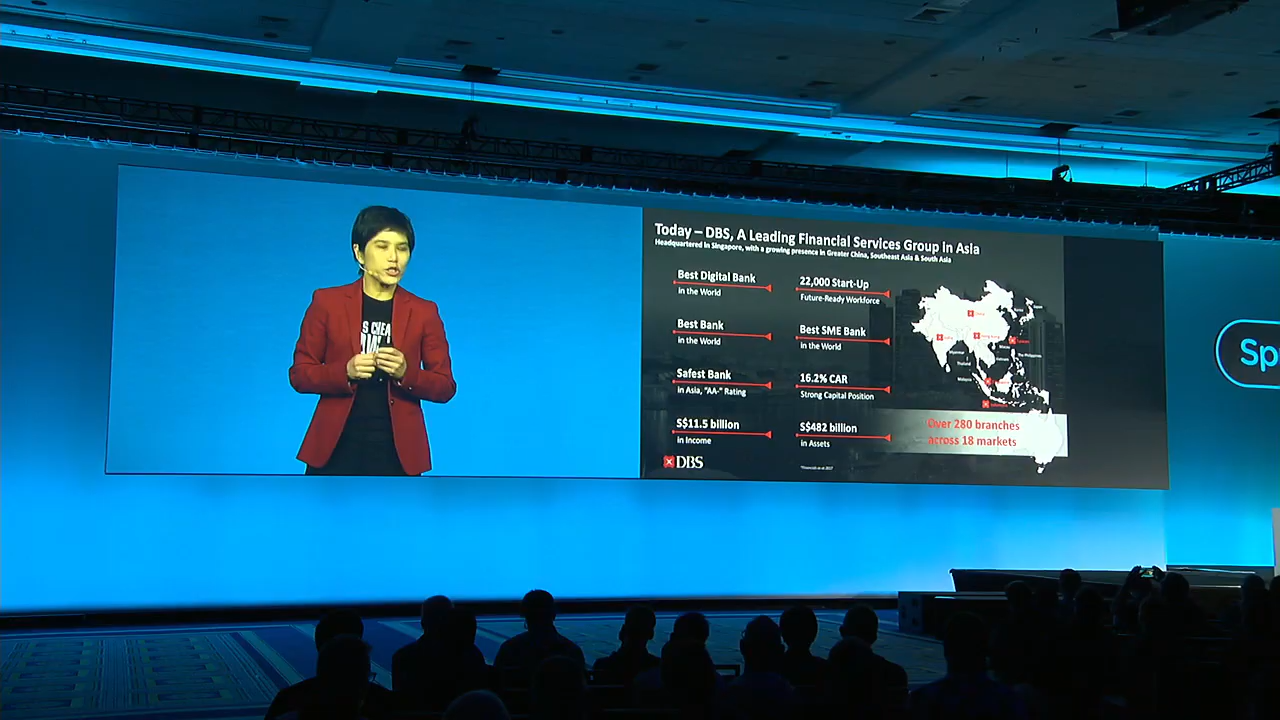 Today – DBS, A Leading Financial Services Group in Asia
Headquartered in Singapore, with a growing presence in Greater China, Southeast Asia & South Asia
Best Digital Bank
in the World
22,000 Start-Up
Future-Ready Workforce
Best Bank
in the World
Best SME Bank
in the World
Safest Bank
in Asia, "AA-" Rating
16.2% CAR
Strong Capital Position
S$11.5 billion
in Income
S$482 billion
in Assets
Over 280 branches
across 18 markets
DBS
Sp